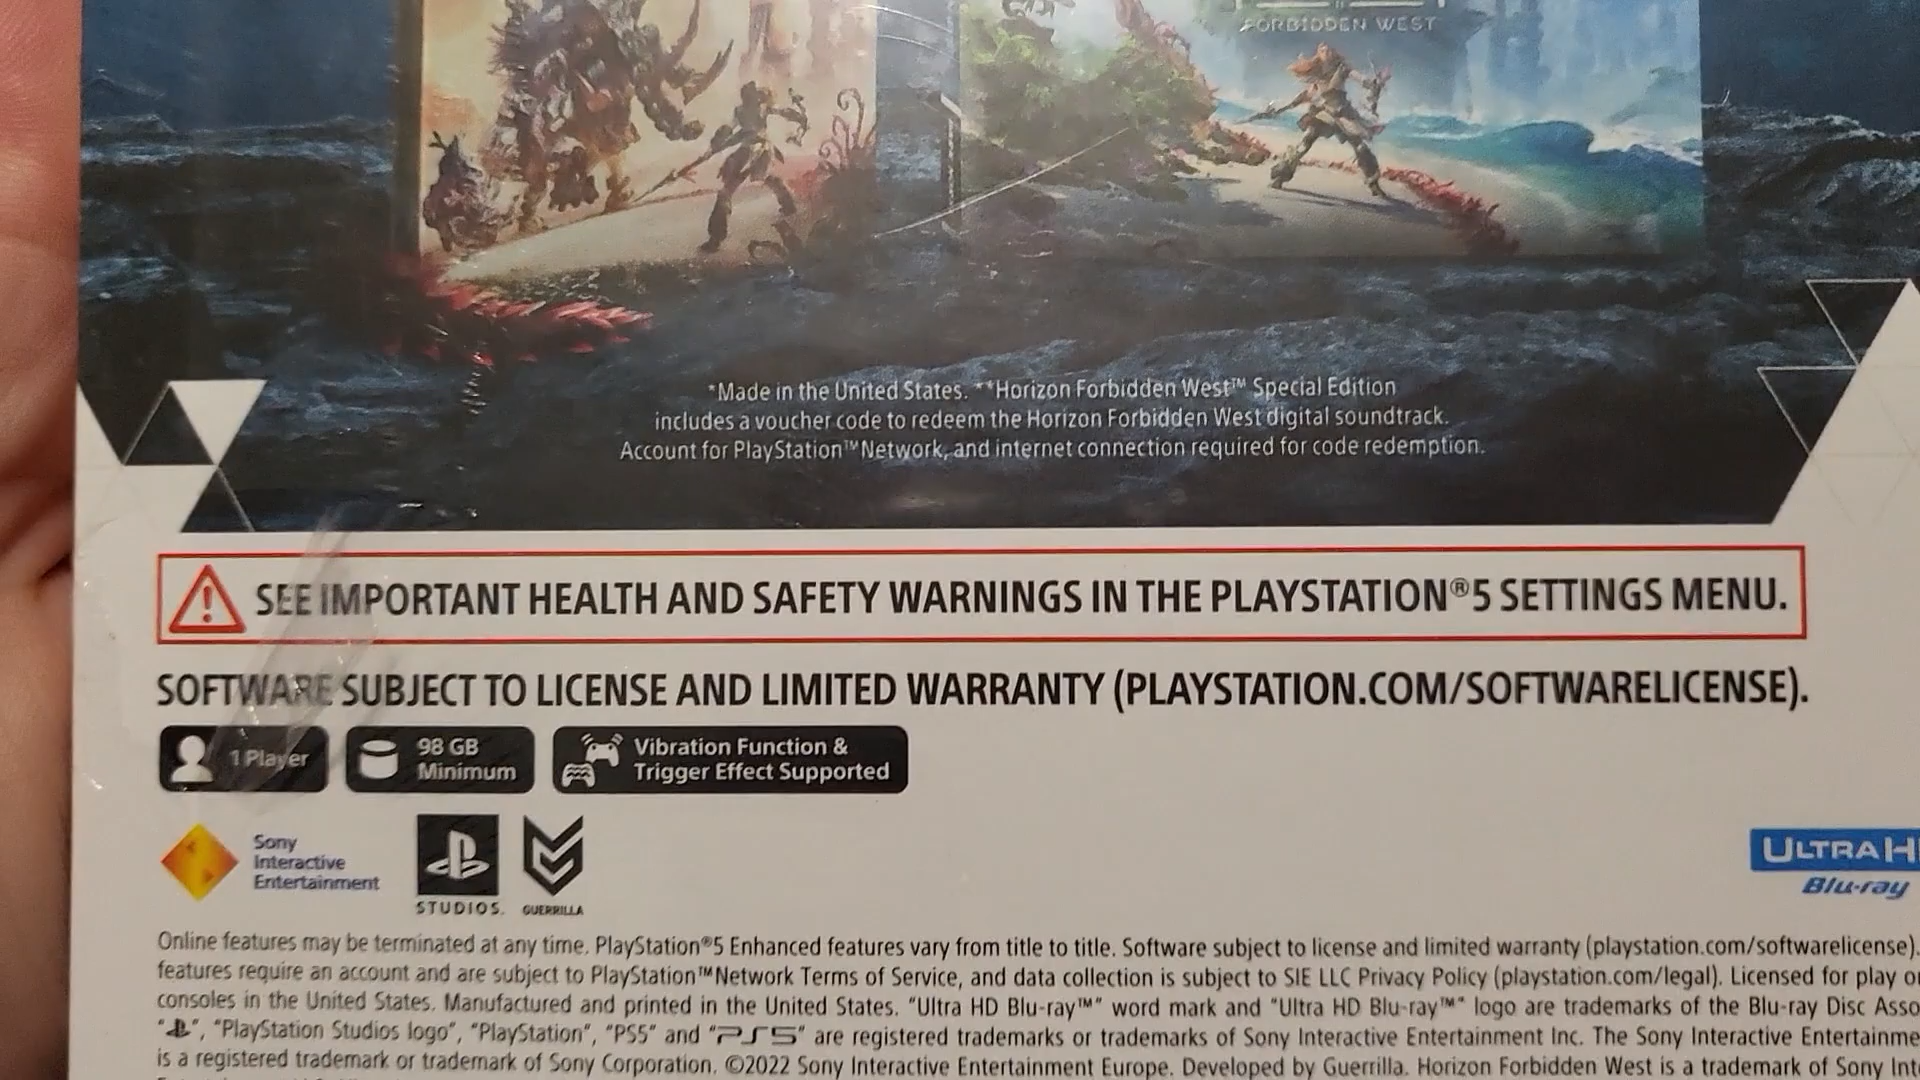 FORBIDDEN WEST
*Made in the United States. **Horizon Forbidden West™ Special Edition
includes a voucher code to redeem the Horizon Forbidden West digital soundtrack.
Account for PlayStation™Network, and internet connection required for code redemption.
SEE IMPORTANT HEALTH AND SAFETY WARNINGS IN THE PLAYSTATION®5 SETTINGS MENU.
SOFTWARE SUBJECT TO LICENSE AND LIMITED WARRANTY (PLAYSTATION.COM/SOFTWARELICENSE).
1 Player
98 GB
Minimum
Vibration Function &
Trigger Effect Supported
Sony
Interactive
Entertainment
STUDIOS.
GUERRILLA
ULTRA H
Blu-ray
Online features may be terminated at any time. PlayStation®5 Enhanced features vary from title to title. Software subject to license and limited warranty (playstation.com/softwarelicense).
features require an account and are subject to PlayStation™Network Terms of Service, and data collection is subject to SIE LLC Privacy Policy (playstation.com/legal). Licensed for play o
consoles in the United States. Manufactured and printed in the United States. "Ultra HD Blu-ray™" word mark and "Ultra HD Blu-ray™" logo are trademarks of the Blu-ray Disc Asso
"PlayStation Studios logo", "PlayStation", "PS5" and "PS5" are registered trademarks or trademarks of Sony Interactive Entertainment Inc. The Sony Interactive Entertainme
is a registered trademark or trademark of Sony Corporation. ©2022 Sony Interactive Entertainment Europe. Developed by Guerrilla. Horizon Forbidden West is a trademark of Sony Int